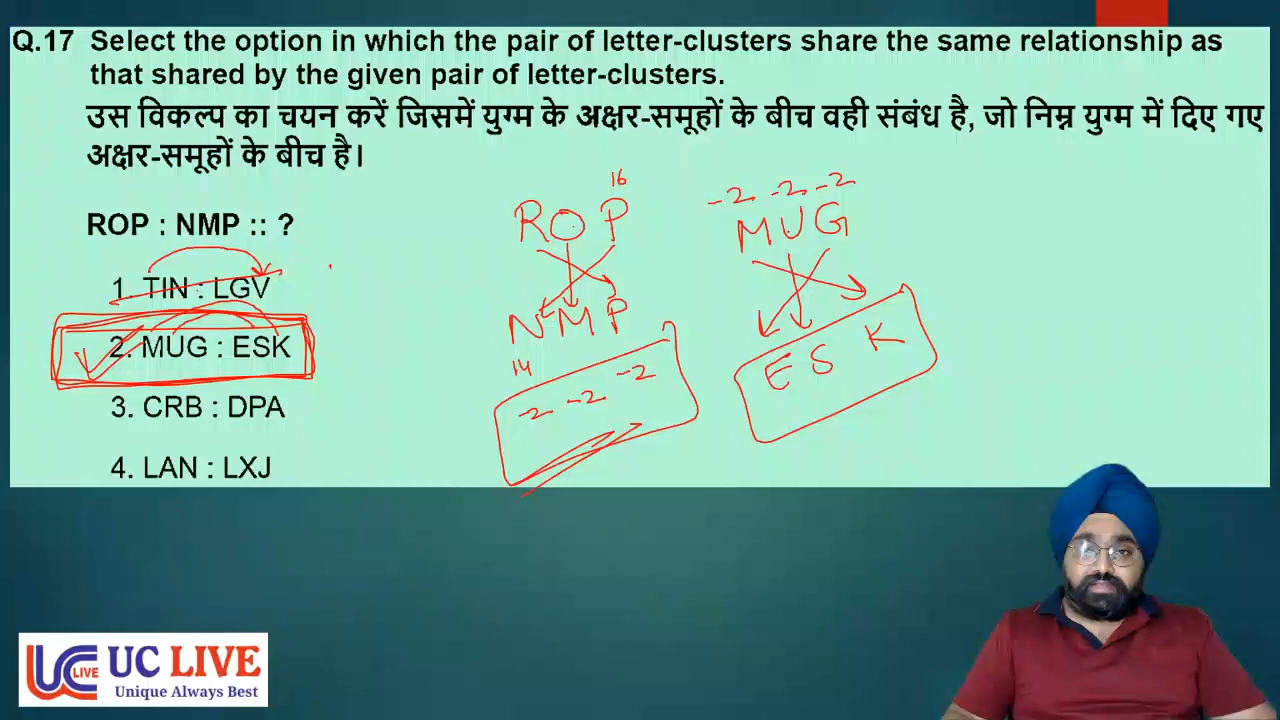 Q.17 Select the option in which the pair of letter-clusters share the same relationship as
that shared by the given pair of letter-clusters.
उस विकल्प का चयन करें जिसमें युग्म के अक्षर-समूहों के बीच वही संबंध है, जो निम्न युग्म में दिए गए
अक्षर-समूहों के बीच है।
ROP : NMP :: ?
1. TIN : LGV
2. MUG : ESK
3. CRB : DPA
4. LAN : LXJ
16
ROP
NMP
14
-2 -2 -2
-2 -2 -2
MUG
ESK
UC LIVE
LIVE
Unique Always Best